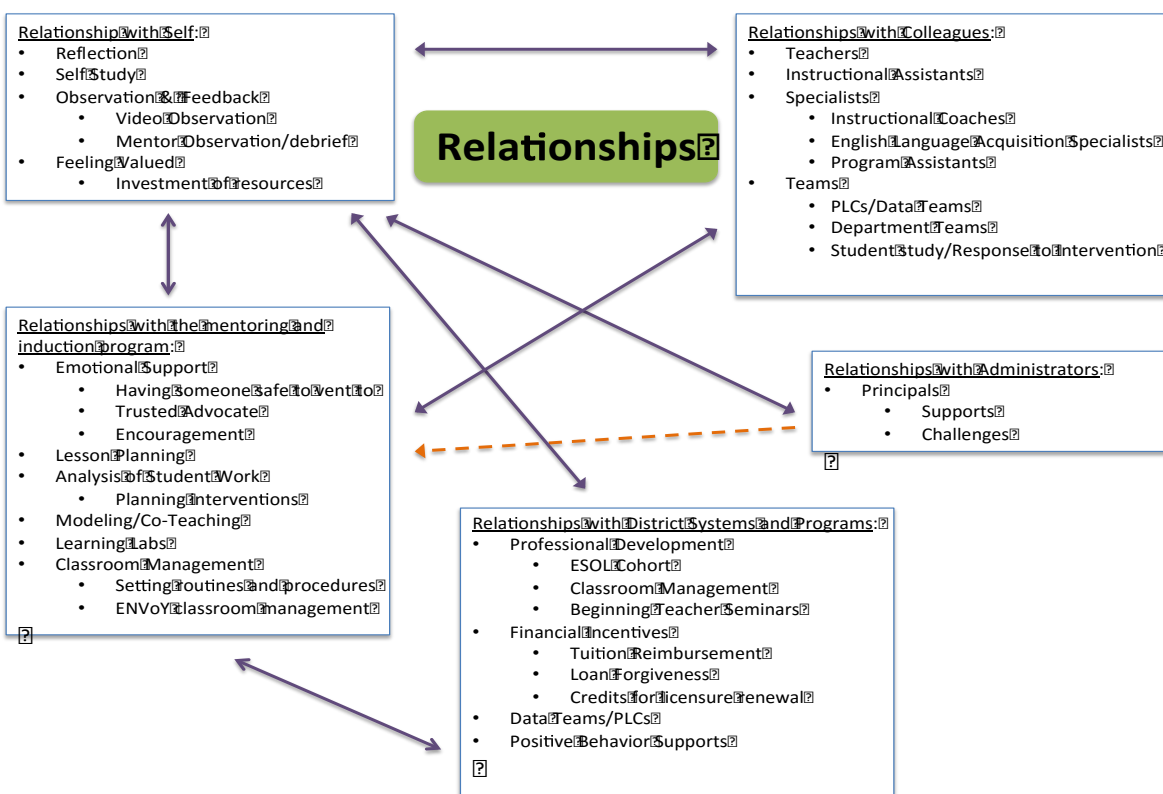 Relationship with Self:
• Reflection
• Self Study
• Observation & Feedback
• Video Observation
• Mentor Observation/debrief
• Feeling Valued
• Investment of resources
Relationships
Relationships with Colleagues:
• Teachers
• Instructional Assistants
• Specialists
• Instructional Coaches
• English Language Acquisition Specialists
• Program Assistants
• Teams
• PLCs/Data Teams
• Department Teams
• Student study/Response to Intervention
Relationships with the mentoring and
induction program:
• Emotional Support
• Having someone safe to vent to
• Trusted Advocate
• Encouragement
• Lesson Planning
• Analysis of Student Work
• Planning Interventions
• Modeling/Co-Teaching
• Learning Labs
• Classroom Management
• Setting routines and procedures
• ENVoY classroom management
Relationships with Administrators:
• Principals
• Supports
• Challenges
Relationships with District Systems and Programs:
• Professional Development
• ESOL Cohort
• Classroom Management
• Beginning Teacher Seminars
• Financial Incentives
• Tuition Reimbursement
• Loan Forgiveness
• Credits for licensure renewal
• Data Teams/PLCs
• Positive Behavior Supports